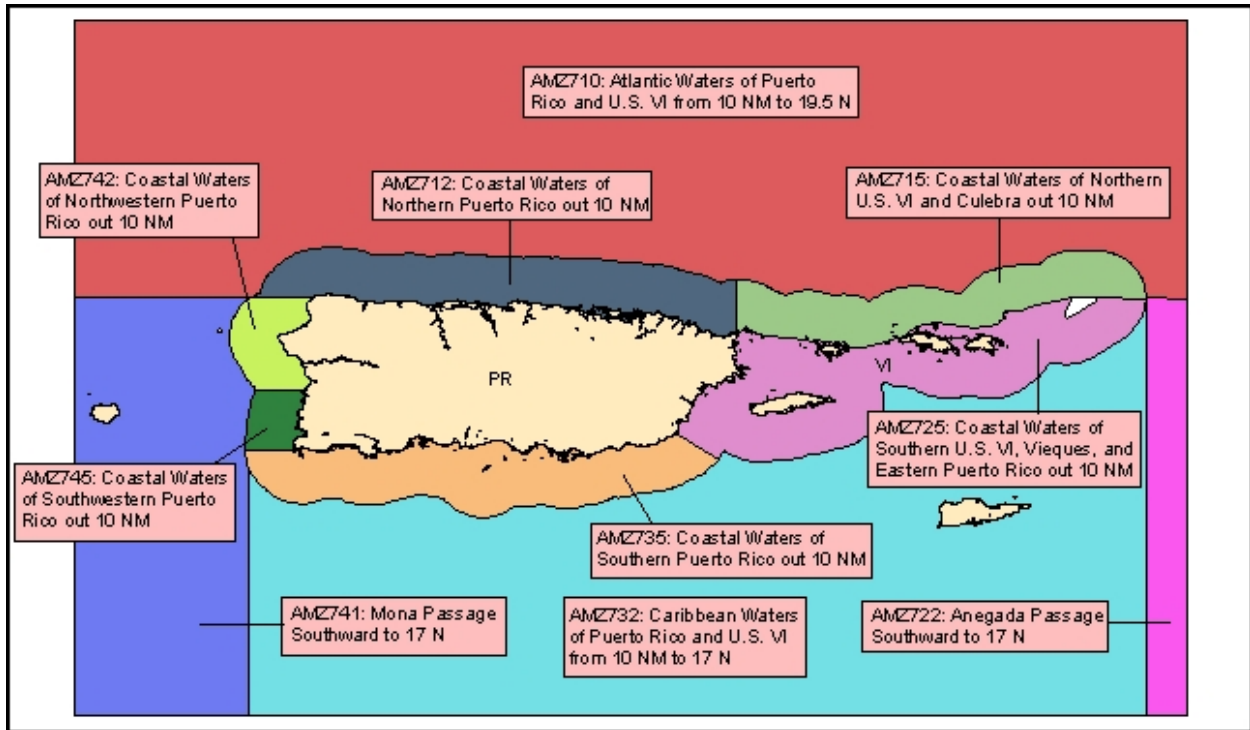 AMZ710: Atlantic Waters of Puerto
Rico and U.S. VI from 10 NM to 19.5 N
AMZ742: Coastal Waters
of Northwestern Puerto
Rico out 10 NM
AMZ712: Coastal Waters of
Northern Puerto Rico out 10 NM
AMZ715: Coastal Waters of Northern
U.S. VI and Culebra out 10 NM
PR
VI
AMZ725: Coastal Waters of
Southern U.S. VI, Vieques, and
Eastern Puerto Rico out 10 NM
AMZ745: Coastal Waters
of Southwestern Puerto
Rico out 10 NM
AMZ735: Coastal Waters of
Southern Puerto Rico out 10 NM
AMZ741: Mona Passage
Southward to 17 N
AMZ732: Caribbean Waters
of Puerto Rico and U.S. VI
from 10 NM to 17 N
AMZ722: Anegada Passage
Southward to 17 N